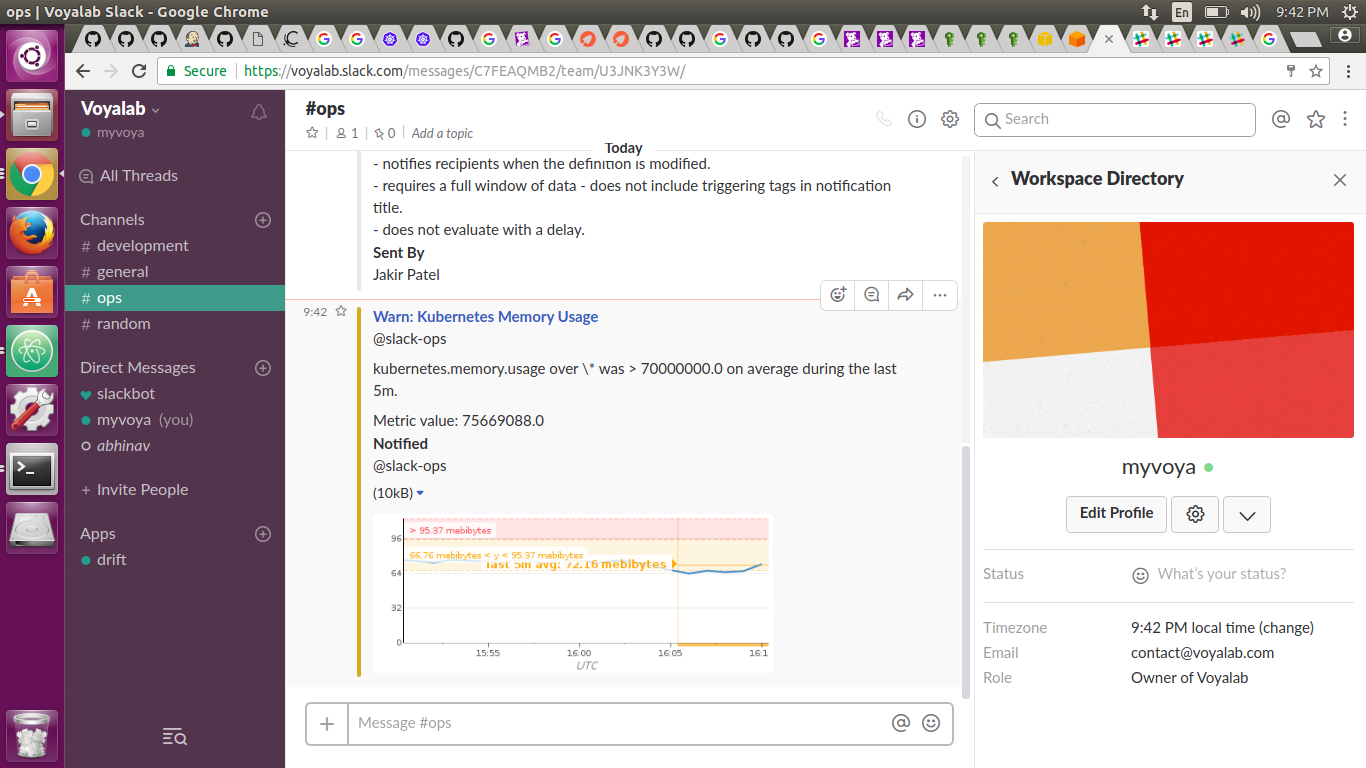 ops | Voyalab Slack - Google Chrome
En
9:42 PM
Secure
https://voyalab.slack.com/messages/C7FEAQMB2/team/U3JNK3Y3W/
Voyalab
myvoya
All Threads
Channels
# development
# general
# ops
# random
Direct Messages
slackbot
myvoya (you)
abhinav
+ Invite People
Apps
drift
#ops
1
0
Add a topic
Search
Today
- notifies recipients when the definition is modified.
- requires a full window of data - does not include triggering tags in notification
title.
- does not evaluate with a delay.
Sent By
Jakir Patel
9:42
Warn: Kubernetes Memory Usage
@slack-ops
kubernetes.memory.usage over \* was > 70000000.0 on average during the last
5m.
Metric value: 75669088.0
Notified
@slack-ops
(10kB)
> 95.37 mebibytes
96
66.76 mebibytes < y < 95.37 mebibytes
last 5m avg: 72.16 mebibytes
64
32
0
15:55
16:00
16:05
16:1
UTC
Message #ops
Workspace Directory
myvoya
Edit Profile
Status
What's your status?
Timezone
9:42 PM local time (change)
Email
contact@voyalab.com
Role
Owner of Voyalab